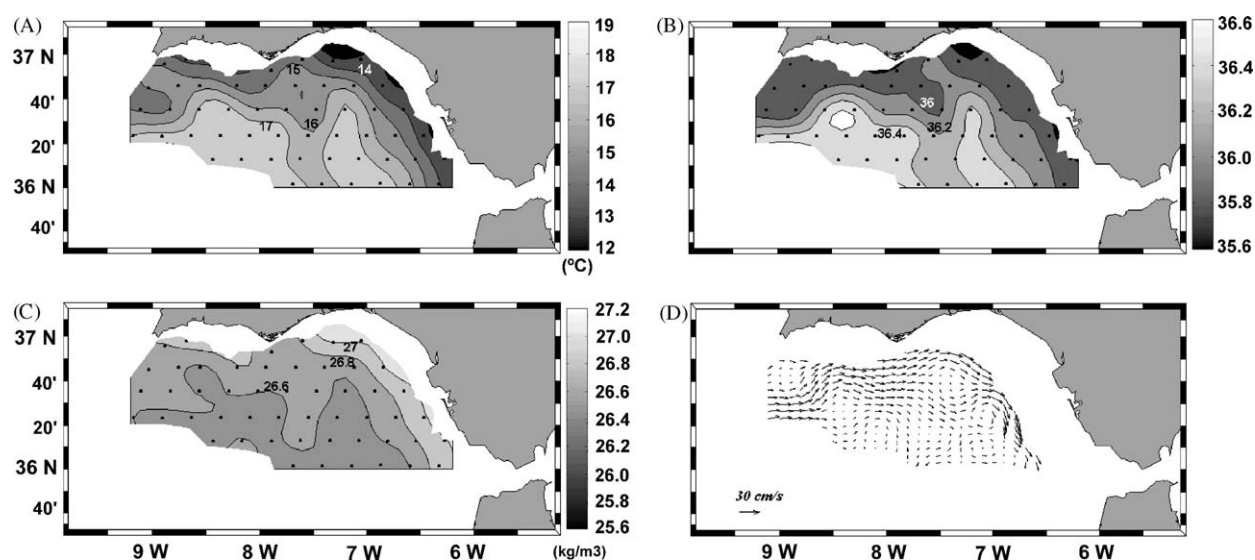 (A)
37 N
40'
20'
36 N
40'
15
14
17
16
19
18
17
16
15
14
13
12
(ºC)
(B)
36
36.4
36.2
36.6
36.4
36.2
36.0
35.8
35.6
(C)
37 N
40'
20'
36 N
40'
27
26.8
26.6
9 W
8 W
7 W
6 W
27.2
27.0
26.8
26.6
26.4
26.2
26.0
25.8
25.6
(kg/m3)
(D)
30 cm/s
9 W
8 W
7 W
6 W